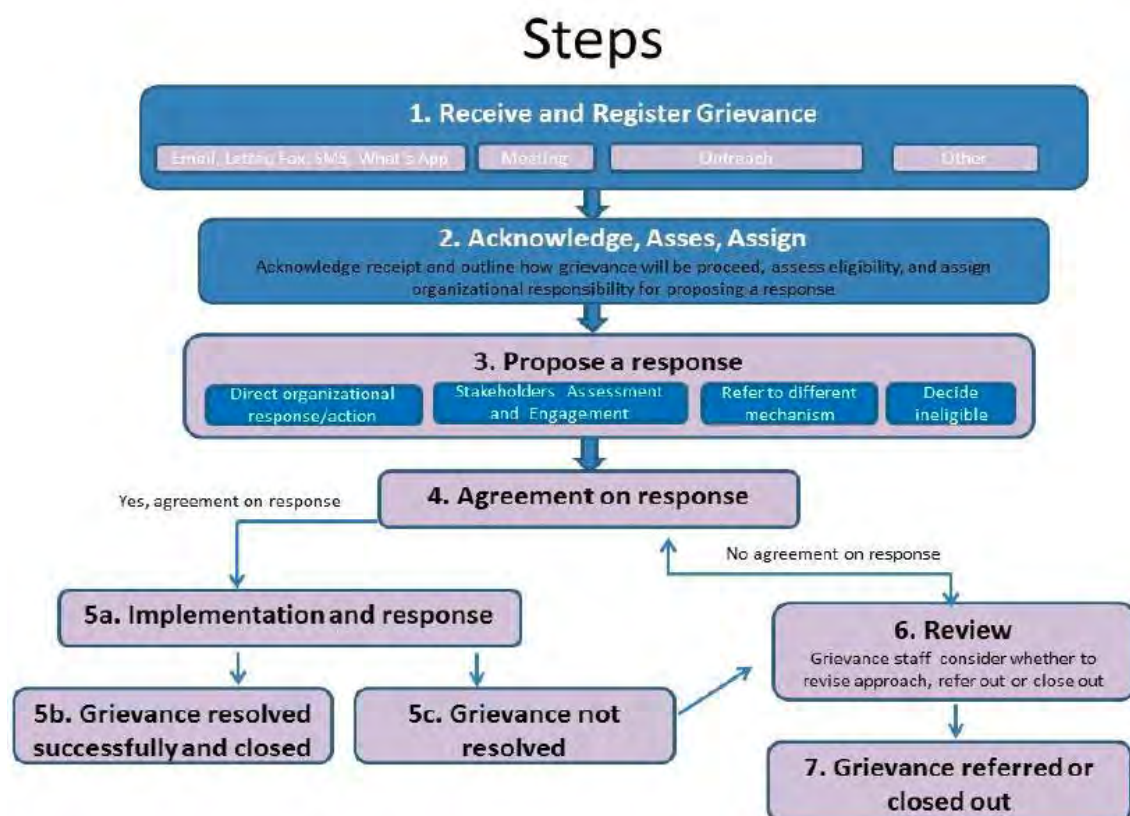 Steps
1. Receive and Register Grievance
Email, Letter, Fax, SMS, What's App
Meeting
Outreach
Other
2. Acknowledge, Asses, Assign
Acknowledge receipt and outline how grievance will be proceed, assess eligibility, and assign
organizational responsibility for proposing a response
3. Propose a response
Direct organizational
response/action
Stakeholders Assessment
and Engagement
Refer to different
mechanism
Decide
ineligible
4. Agreement on response
Yes, agreement on response
No agreement on response
5a. Implementation and response
6. Review
Grievance staff consider whether to
revise approach, refer out or close out
5b. Grievance resolved
successfully and closed
5c. Grievance not
resolved
7. Grievance referred or
closed out